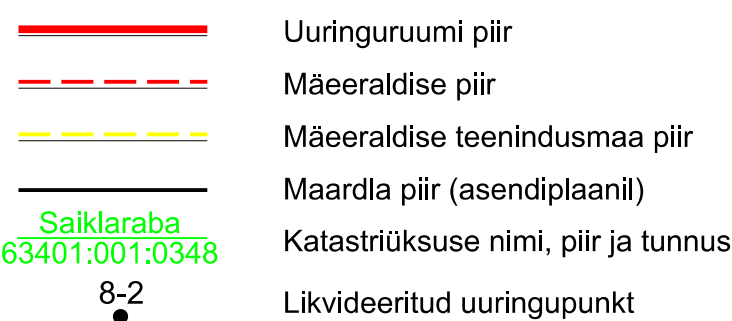 Uuringuruumi piir
Mäeeraldise piir
Mäeeraldise teenindusmaa piir
Maardla piir (asendiplaanil)
Saiklaraba
63401:001:0348
Katastriüksuse nimi, piir ja tunnus
8-2
Likvideeritud uuringupunkt